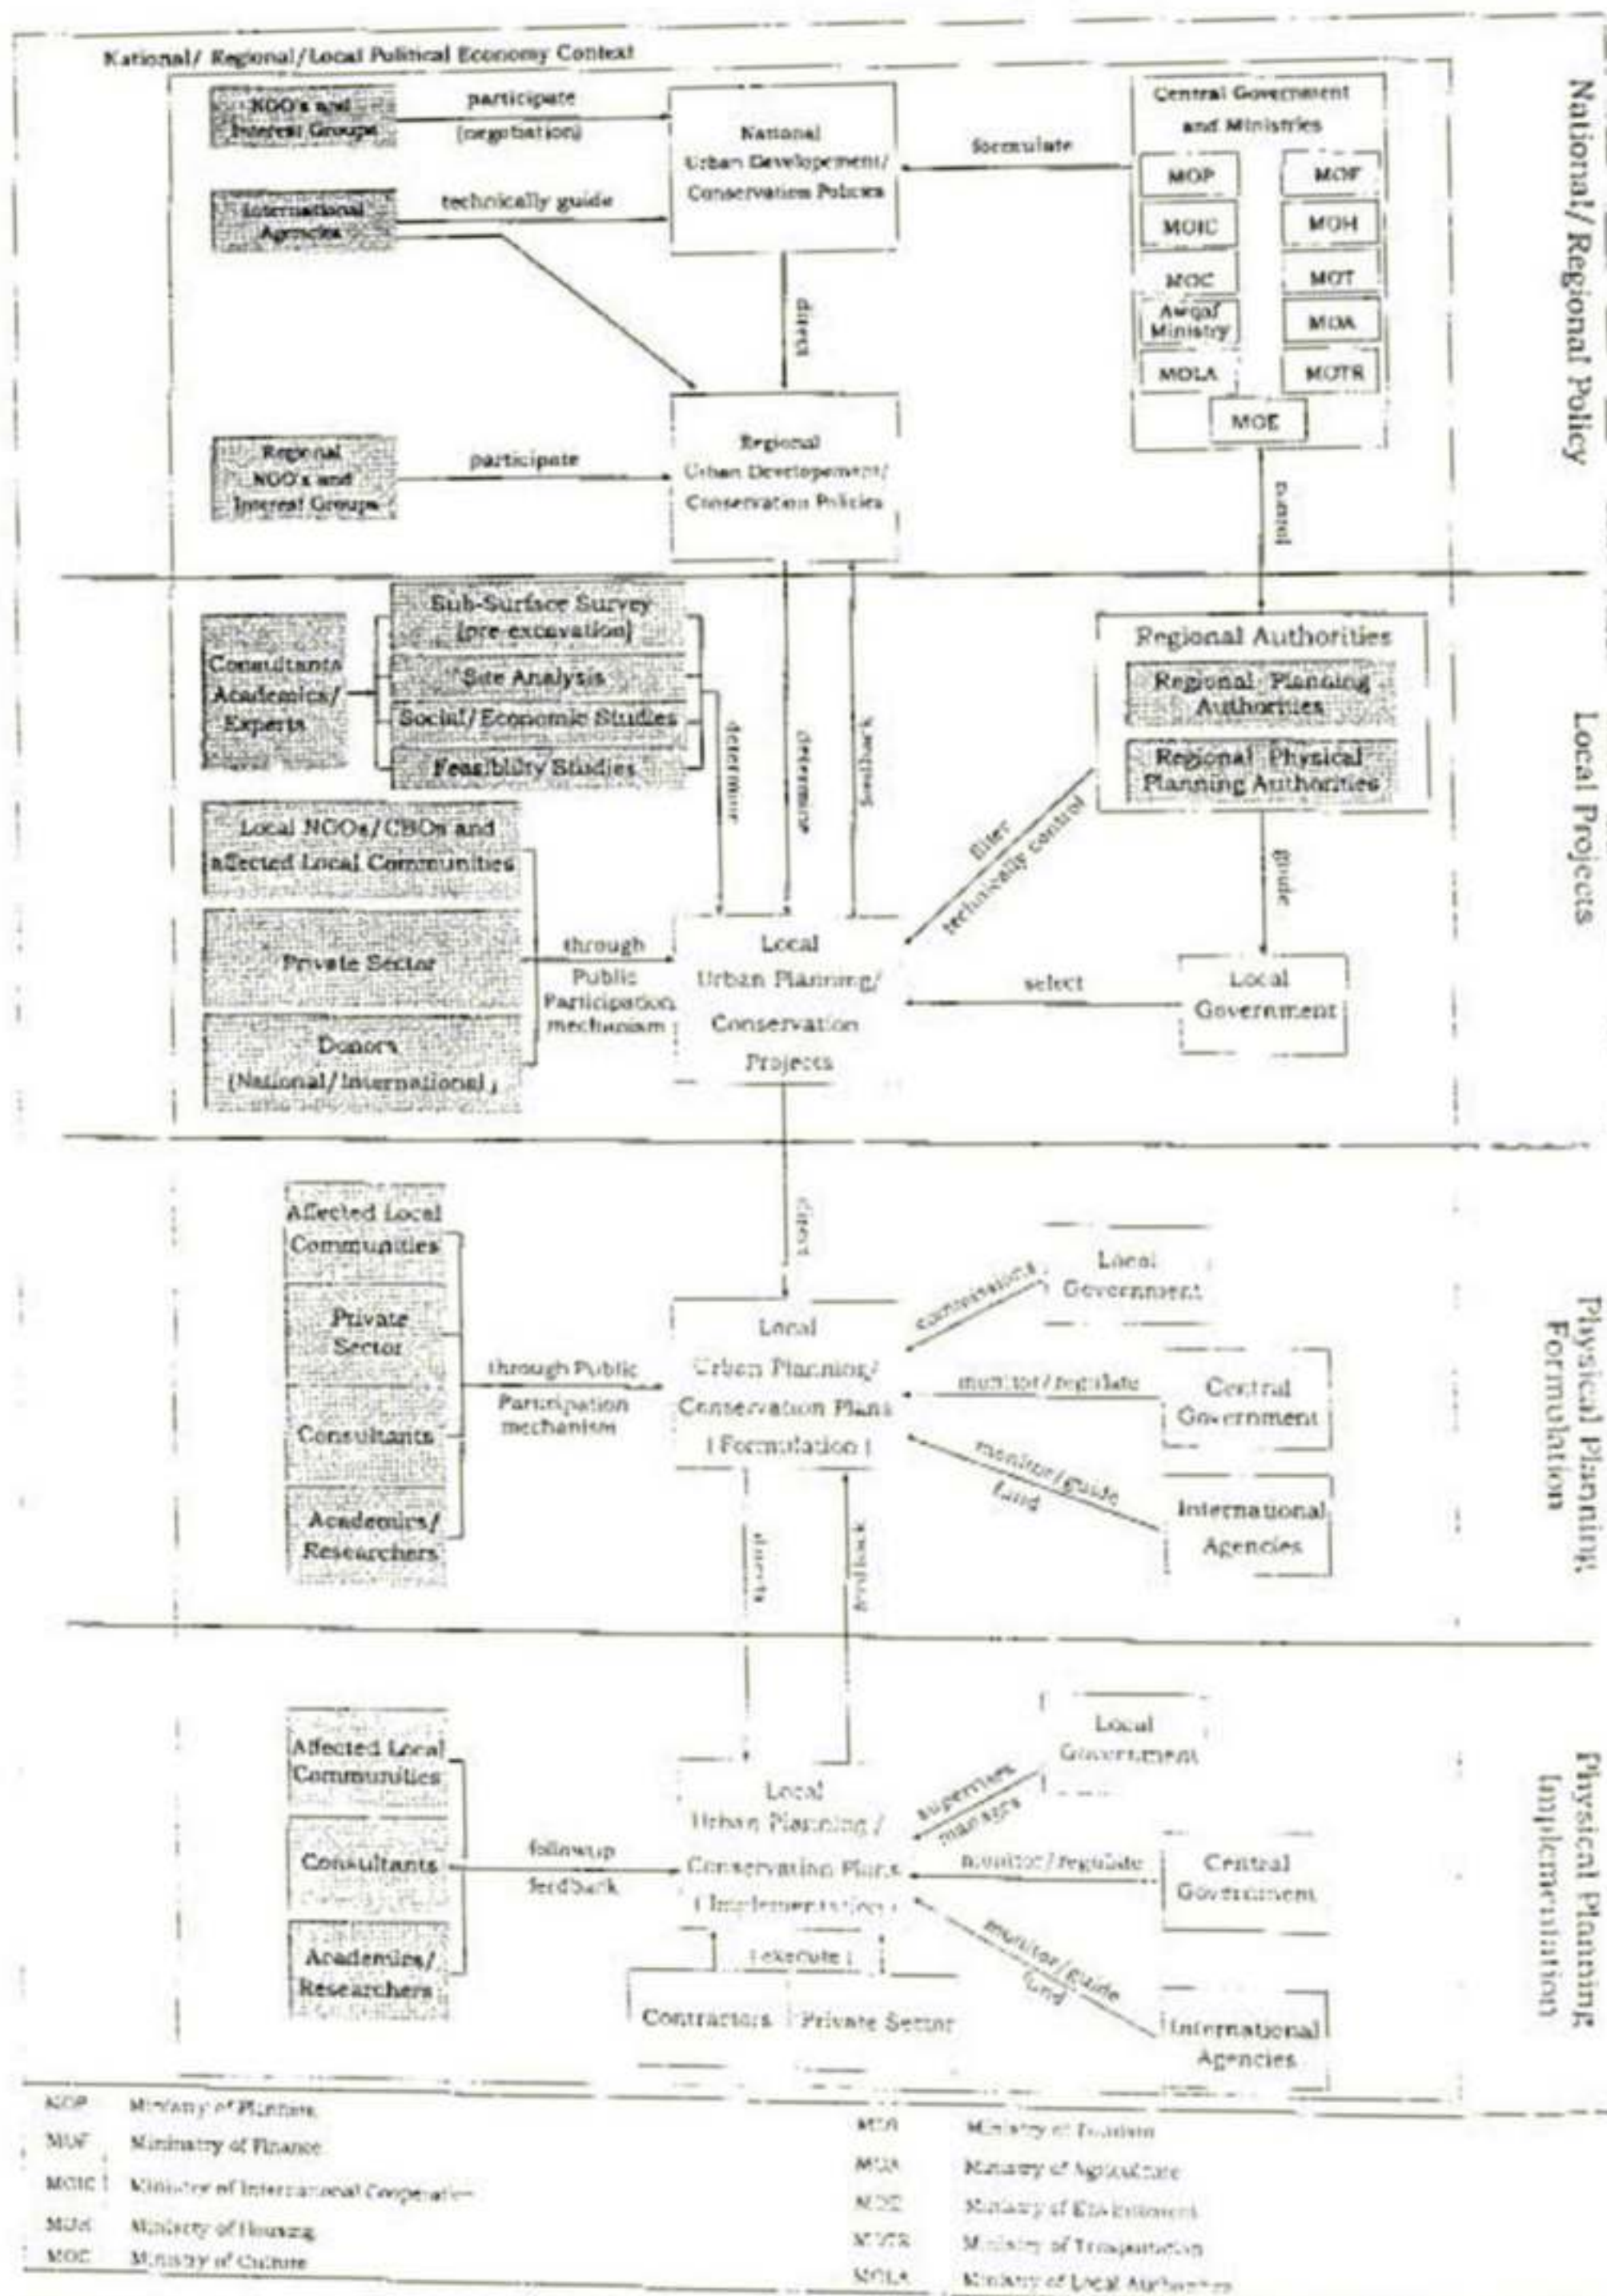 National/ Regional/Local Political Economy Context
NGO's and
Interest Groups
participate
(negotiation)
National
Urban Developement/
Conservation Policies
formulate
Central Government
and Ministries
MOP
MOF
MOIC
MOH
MOC
MOT
Awqaf
Ministry
MOA
MOLA
MOTR
MOE
International
Agencies
technically guide
direct
Regional
NGO's and
Interest Groups
participate
Regional
Urban Developement/
Conservation Policies
control
National/Regional Policy
Consultants
Academics/
Experts
Sub-Surface Survey
(pre-excavation)
Site Analysis
Social/Economic Studies
Feasiblity Studies
determine
determine
feedback
Regional Authorities
Regional Planning
Authorities
Regional Physical
Planning Authorities
filter
technically control
guide
Local NGOs/CBOs and
affected Local Communities
Private Sector
Donors
(National/International)
through
Public
Participation
mechanism
Local
Urban Planning/
Conservation
Projects
select
Local
Government
Local Projects
direct
Affected Local
Communities
Private
Sector
Consultants
Academics/
Researchers
through Public
Participation
mechanism
Local
Urban Planning/
Conservation Plans
(Formulation)
Local
Government
monitor/regulate
Central
Government
monitor/guide
fund
International
Agencies
directs
feedback
Physical Planning
Formulation
Affected Local
Communities
Consultants
Academics/
Researchers
followup
feedback
Local
Urban Planning/
Conservation Plans
(Implementation)
Local
Government
supervises
manages
monitor/regulate
Central
Government
monitor/guide
fund
International
Agencies
(execute)
Contractors
Private Sector
Physical Planning
Implementation
MOP Ministry of Planning
MOF Mininstry of Finance
MOIC Ministry of International Cooperation
MOH Ministry of Housing
MOC Ministry of Culture
MOT Ministry of Tourism
MOA Ministry of Agriculture
MOE Ministry of Environment
MOTR Ministry of Transportation
MOLA Ministry of Local Authorities